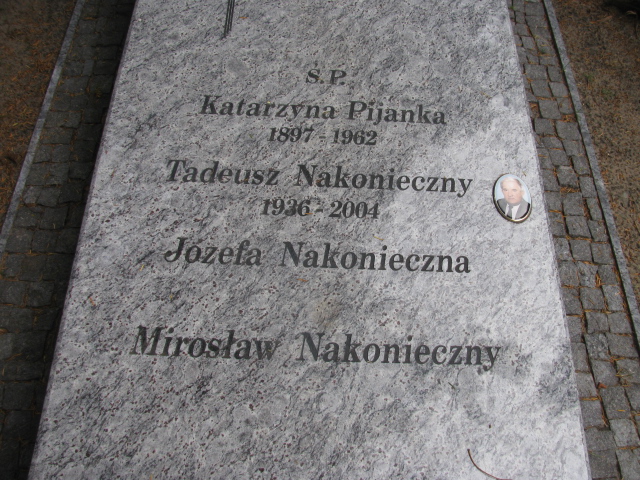 Ś.P.
Katarzyna Pijanka
1897 - 1962
Tadeusz Nakonieczny
1936 - 2004
Józefa Nakonieczna
Mirosław Nakonieczny